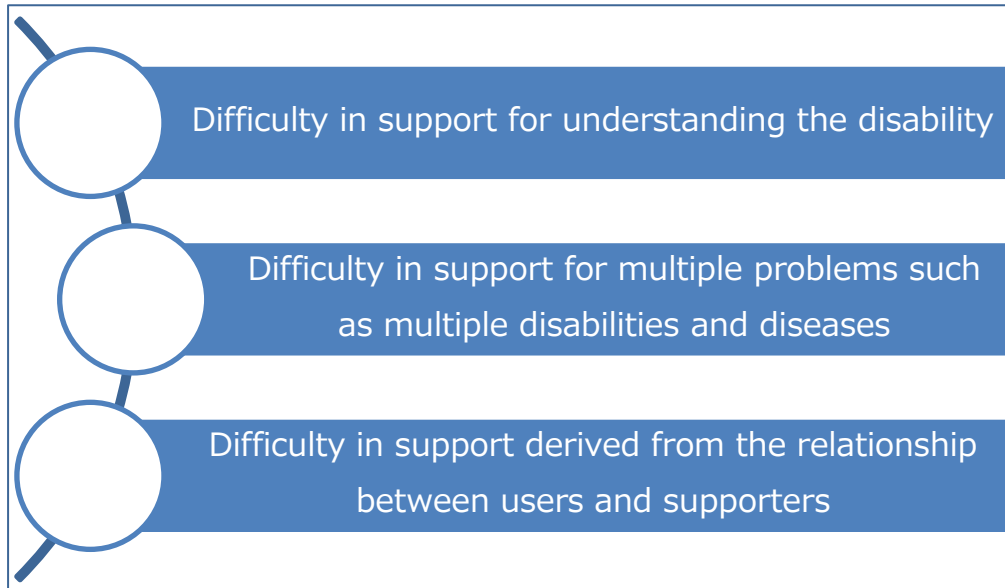 Difficulty in support for understanding the disability
Difficulty in support for multiple problems such
as multiple disabilities and diseases
Difficulty in support derived from the relationship
between users and supporters